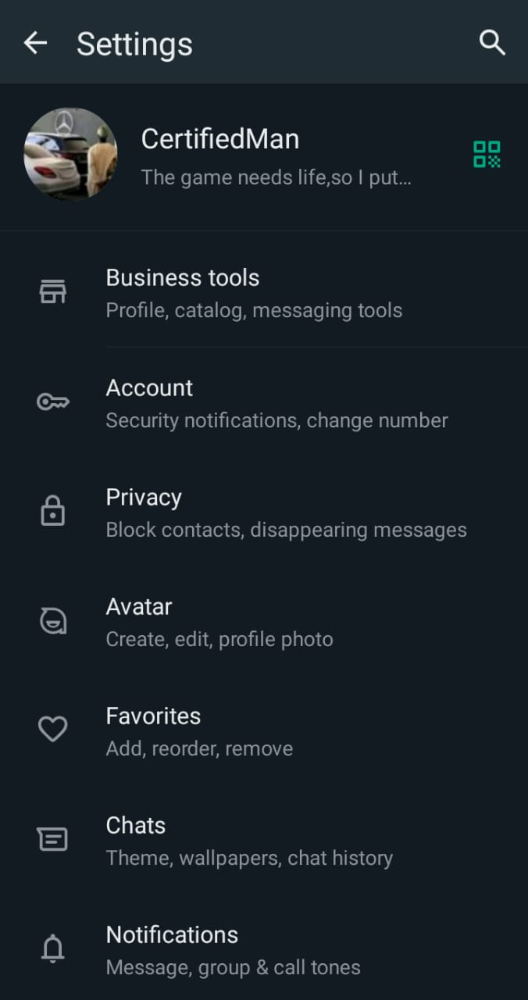 Settings
CertifiedMan
The game needs life,so I put...
Business tools
Profile, catalog, messaging tools
Account
Security notifications, change number
Privacy
Block contacts, disappearing messages
Avatar
Create, edit, profile photo
Favorites
Add, reorder, remove
Chats
Theme, wallpapers, chat history
Notifications
Message, group & call tones